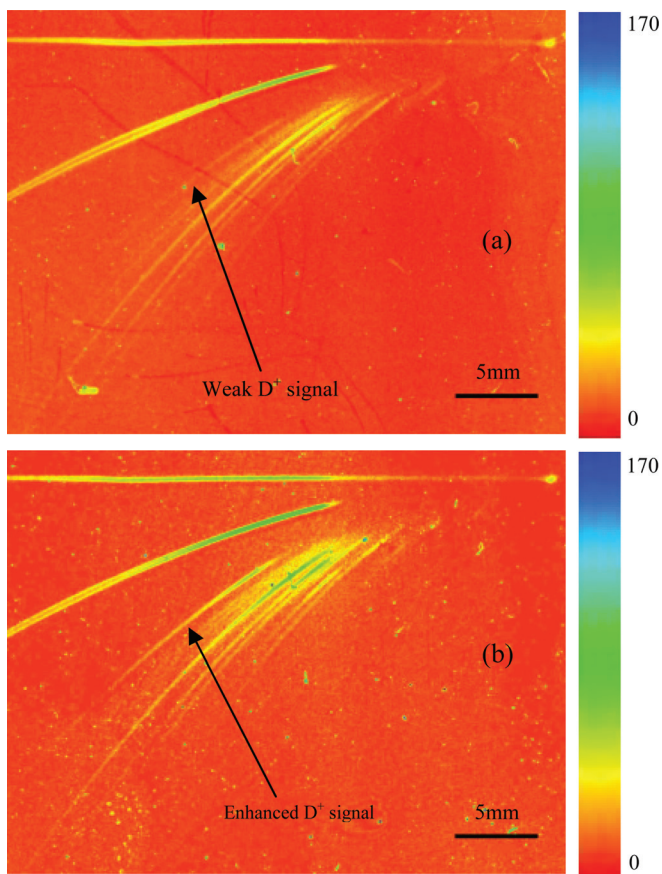 170
(a)
Weak D⁺ signal
5mm
0
170
(b)
Enhanced D⁺ signal
5mm
0